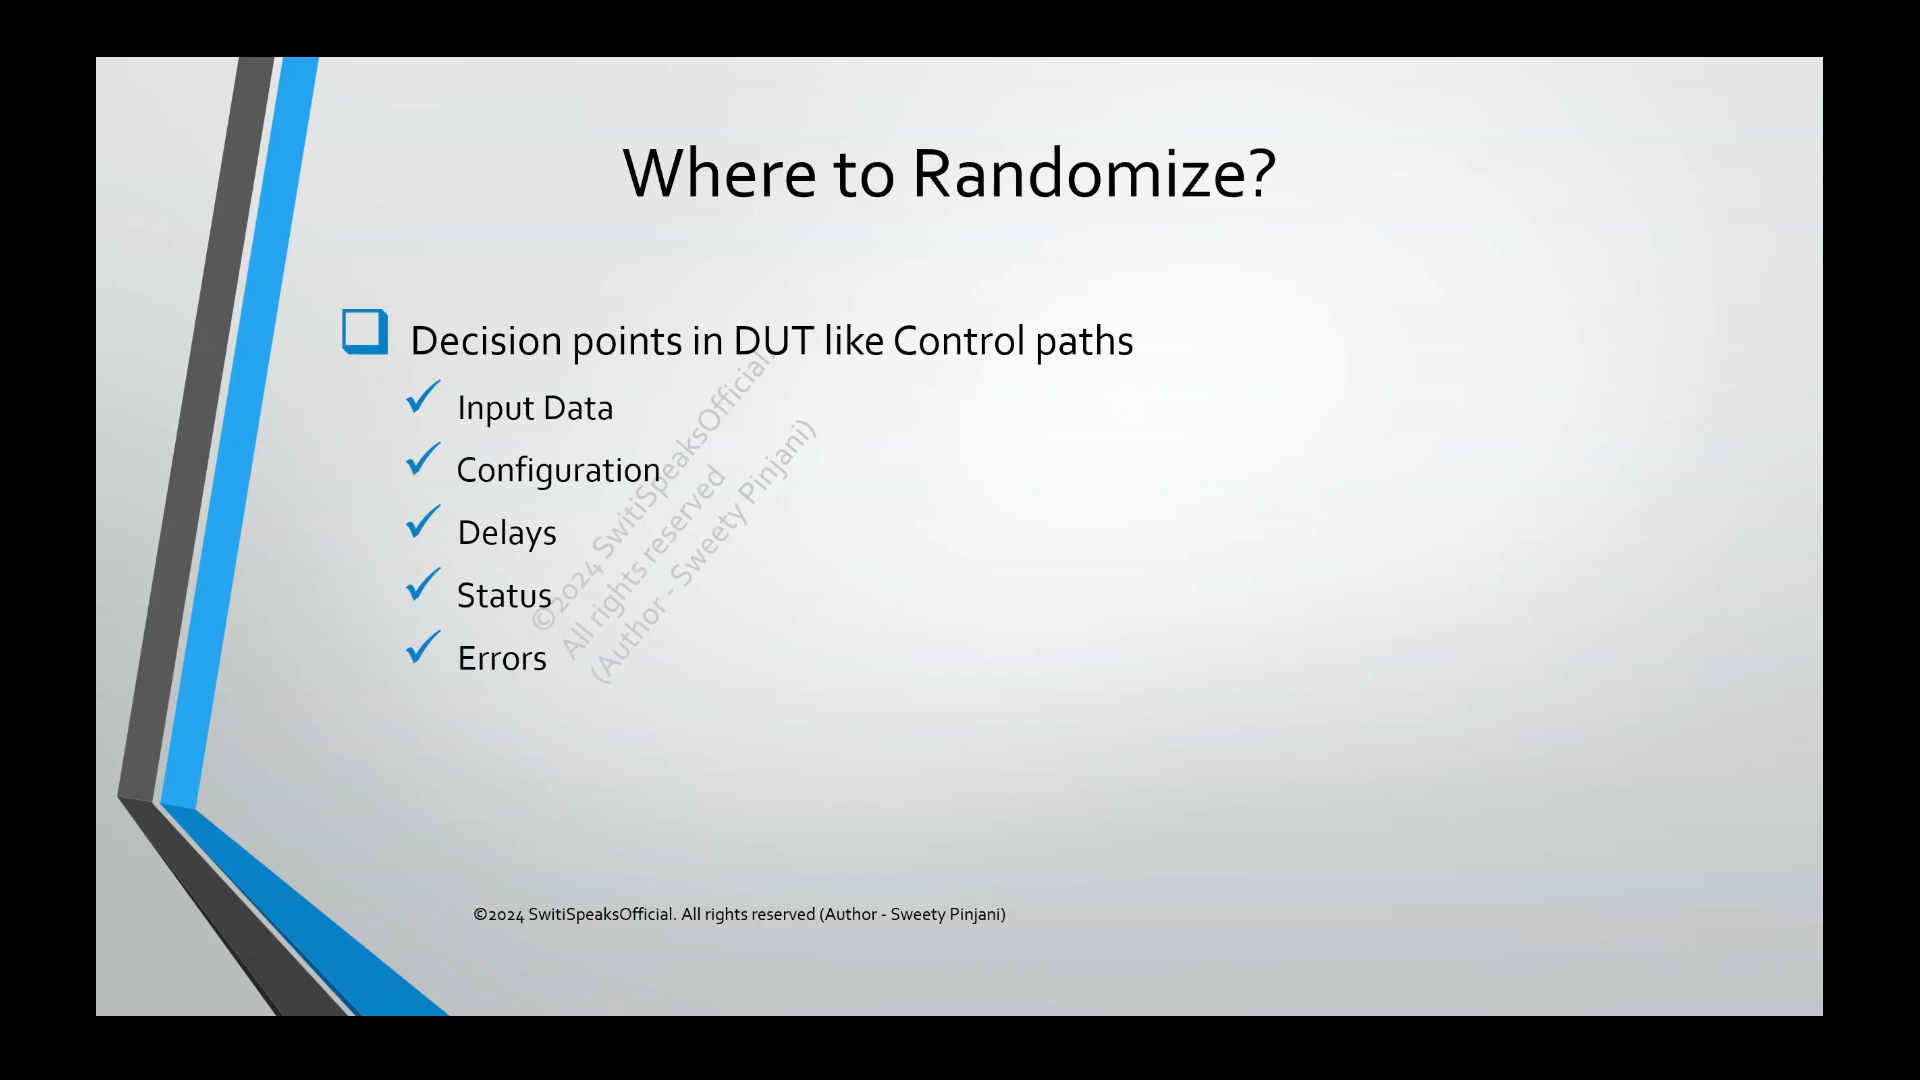 Where to Randomize?
Decision points in DUT like Control paths
Input Data
Configuration
Delays
Status
Errors
©2024 SwitiSpeaksOfficial.
All rights reserved
(Author - Sweety Pinjani)
©2024 SwitiSpeaksOfficial. All rights reserved (Author - Sweety Pinjani)